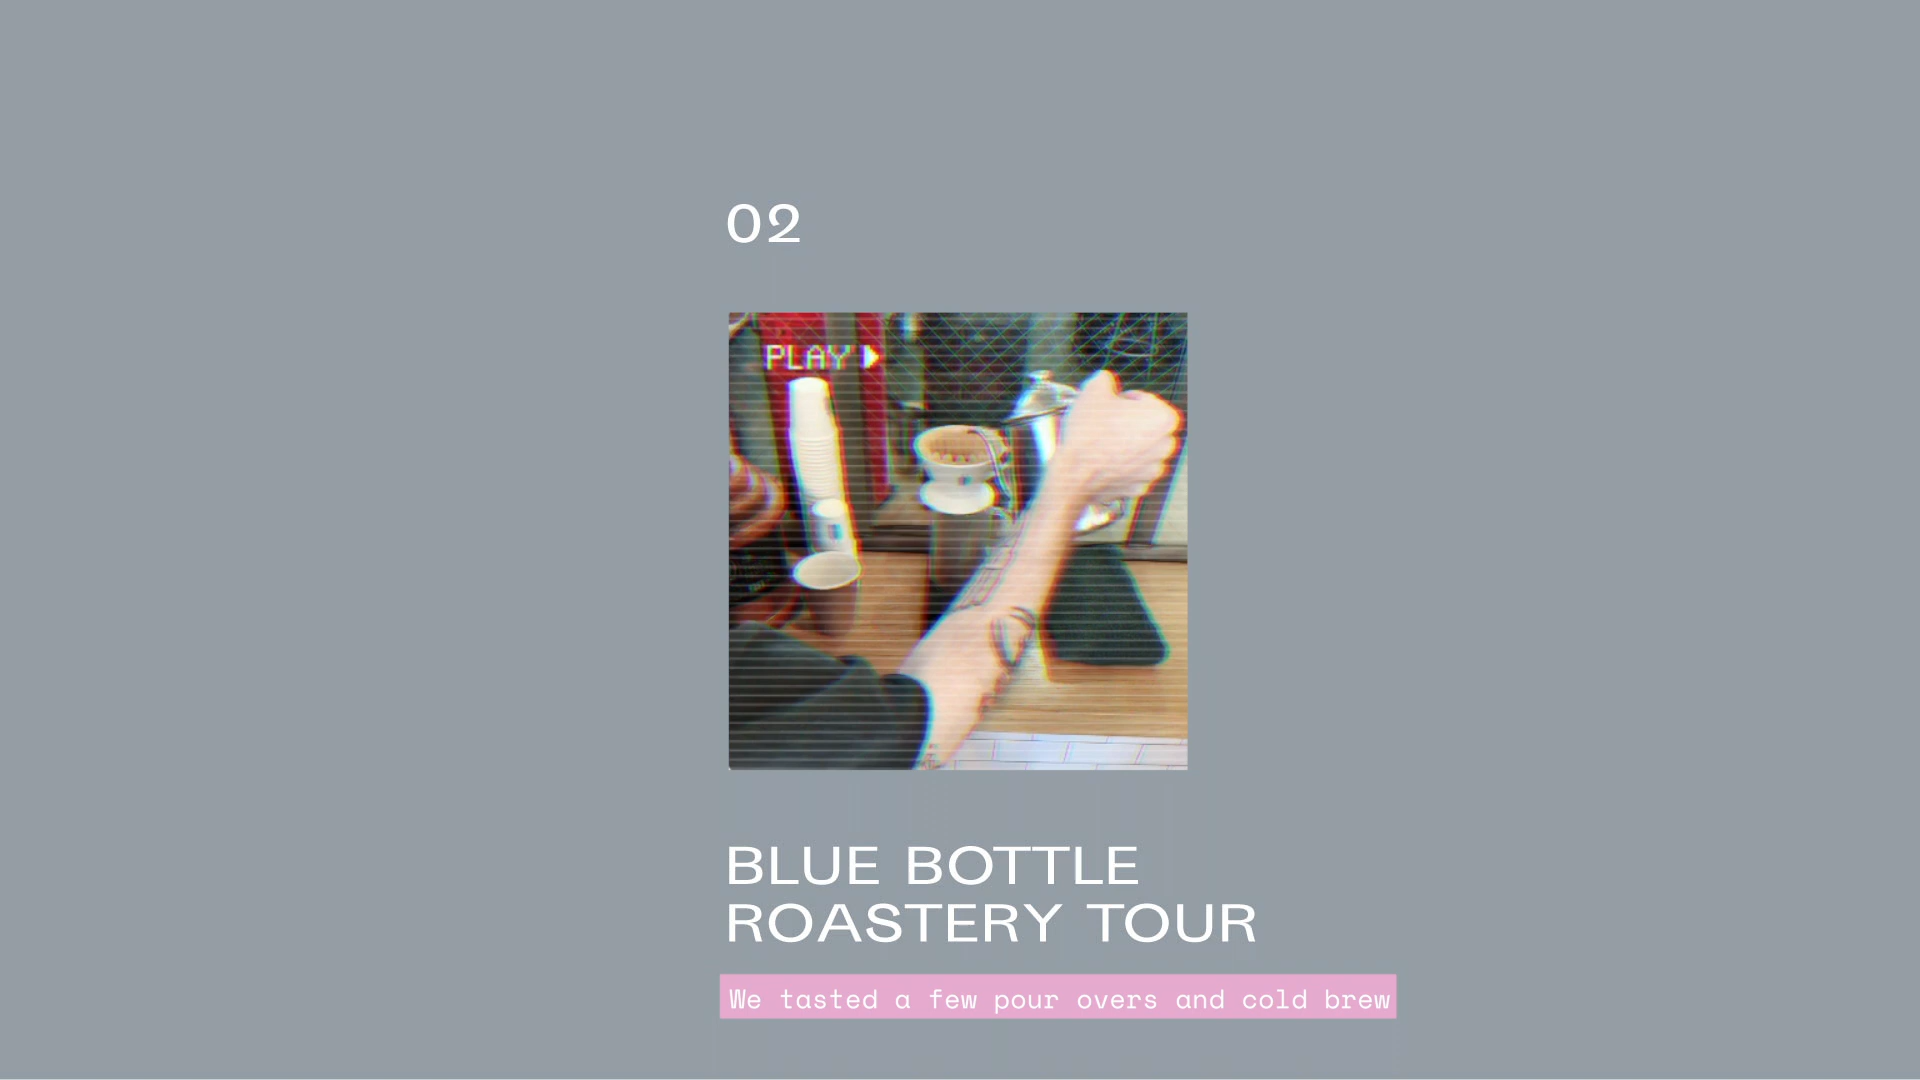 02
PLAY
BLUE BOTTLE
ROASTERY TOUR
We tasted a few pour overs and cold brew